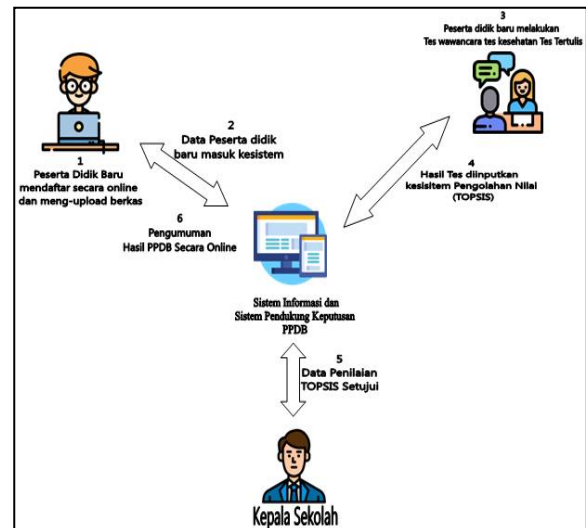 1
Peserta Didik Baru
mendaftar secara online
dan meng-upload berkas
2
Data Peserta didik
baru masuk kesistem
3
Peserta didik baru melakukan
Tes wawancara tes kesehatan Tes Tertulis
4
Hasil Tes diinputkan
kesisitem Pengolahan Nilai
(TOPSIS)
6
Pengumuman
Hasil PPDB Secara Online
Sistem Informasi dan
Sistem Pendukung Keputusan
PPDB
5
Data Penilaian
TOPSIS Setujui
Kepala Sekolah